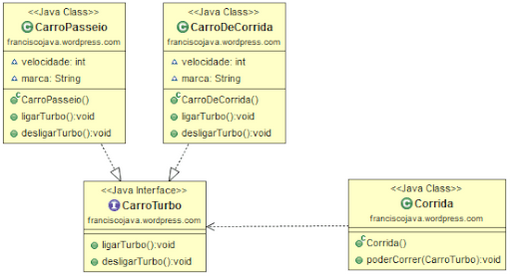 <<Java Class>>
CarroPasseio
franciscojava.wordpress.com
velocidade: int
marca: String
CarroPasseio()
ligarTurbo():void
desligarTurbo():void
<<Java Class>>
CarroDeCorrida
franciscojava.wordpress.com
velocidade: int
marca: String
CarroDeCorrida()
ligarTurbo():void
desligarTurbo():void
<<Java Interface>>
CarroTurbo
franciscojava.wordpress.com
ligarTurbo():void
desligarTurbo():void
<<Java Class>>
Corrida
franciscojava.wordpress.com
Corrida()
poderCorrer(CarroTurbo):void